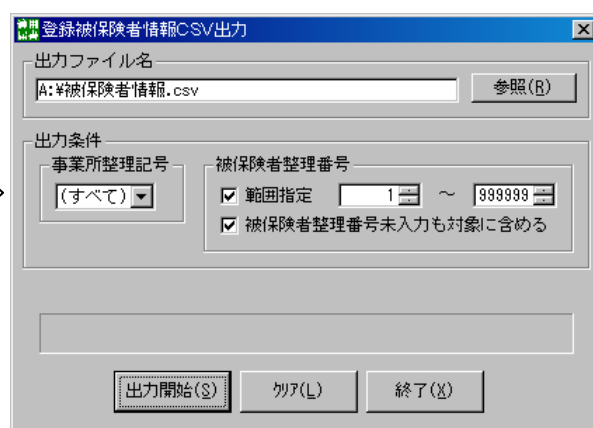 登録被保険者情報CSV出力
出力ファイル名
A:¥被保険者情報.csv
参照(R)
出力条件
事業所整理記号
(すべて)
被保険者整理番号
範囲指定 1 ~ 999999
被保険者整理番号未入力も対象に含める
出力開始(S)
クリア(L)
終了(X)